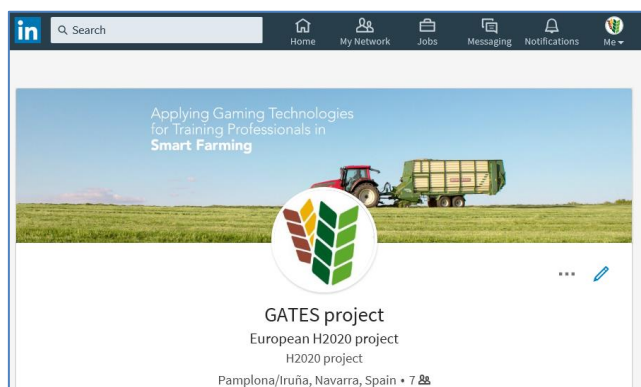 in
Search
Home My Network Jobs Messaging Notifications Me
Applying Gaming Technologies
for Training Professionals in
Smart Farming
GATES project
European H2020 project
H2020 project
Pamplona/Iruña, Navarra, Spain • 7